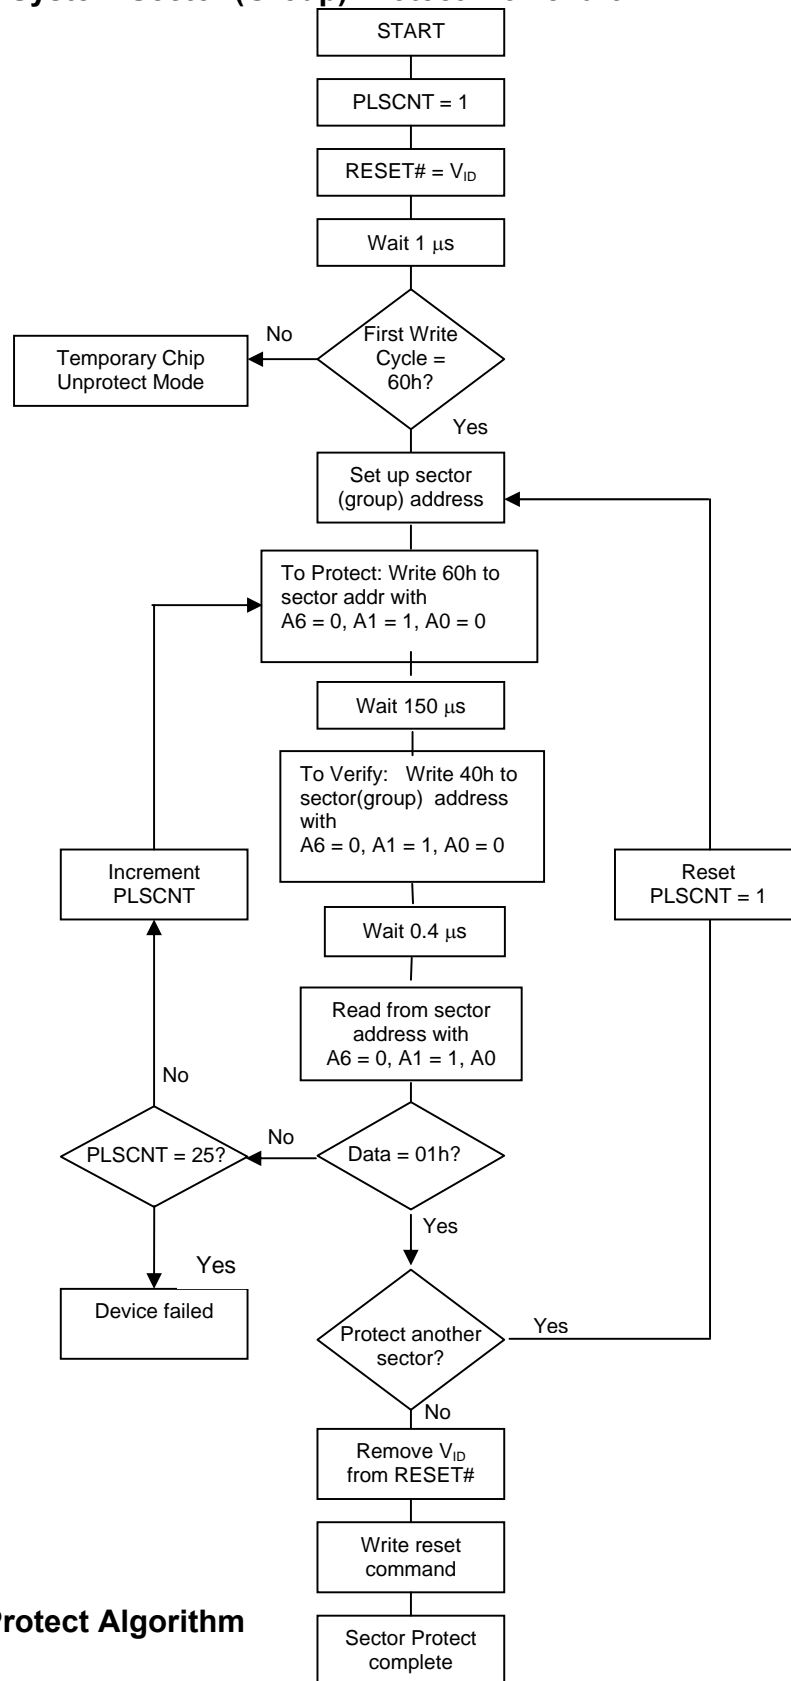 START
PLSCNT = 1
RESET# = VID
Wait 1 μs
First Write
Cycle =
60h?
No
Temporary Chip
Unprotect Mode
Yes
Set up sector
(group) address
To Protect: Write 60h to
sector addr with
A6 = 0, A1 = 1, A0 = 0
Wait 150 μs
To Verify:   Write 40h to
sector(group)  address
with
A6 = 0, A1 = 1, A0 = 0
Increment
PLSCNT
Reset
PLSCNT = 1
Wait 0.4 μs
Read from sector
address with
A6 = 0, A1 = 1, A0
No
PLSCNT = 25?
No
Data = 01h?
Yes
Yes
Device failed
Protect another
sector?
Yes
No
Remove VID
from RESET#
Write reset
command
Protect Algorithm
Sector Protect
complete